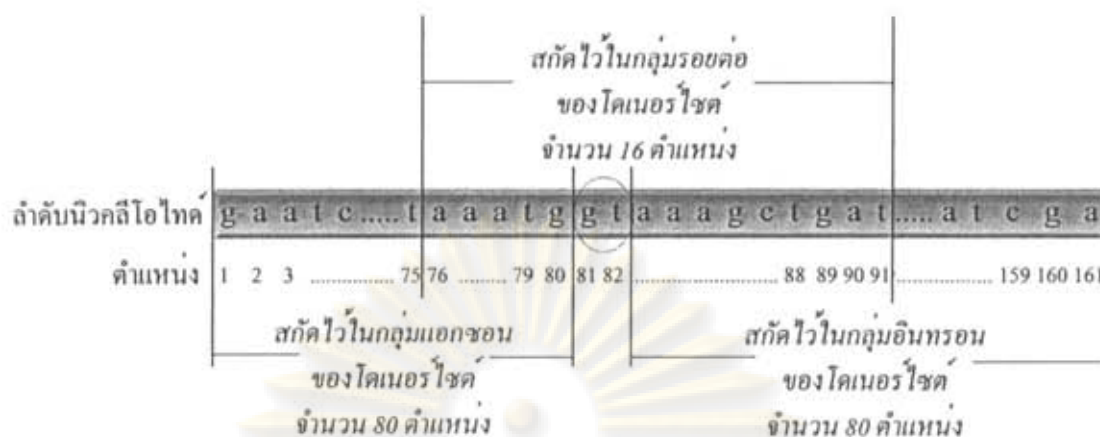 สกัดไว้ในกลุ่มรอยต่อ
ของโดเนอร์ไซต์
จำนวน 16 ตำแหน่ง
ลำดับนิวคลีโอไทด์ g a a t c ..... t a a a t g g t a a a g c t g a t ..... a t c g a
ตำแหน่ง 1 2 3 ................ 75 76 ......... 79 80 81 82 ....................... 88 89 90 91 ................ 159 160 161
สกัดไว้ในกลุ่มแอกซอน
ของโดเนอร์ไซต์
จำนวน 80 ตำแหน่ง
สกัดไว้ในกลุ่มอินทรอน
ของโดเนอร์ไซต์
จำนวน 80 ตำแหน่ง